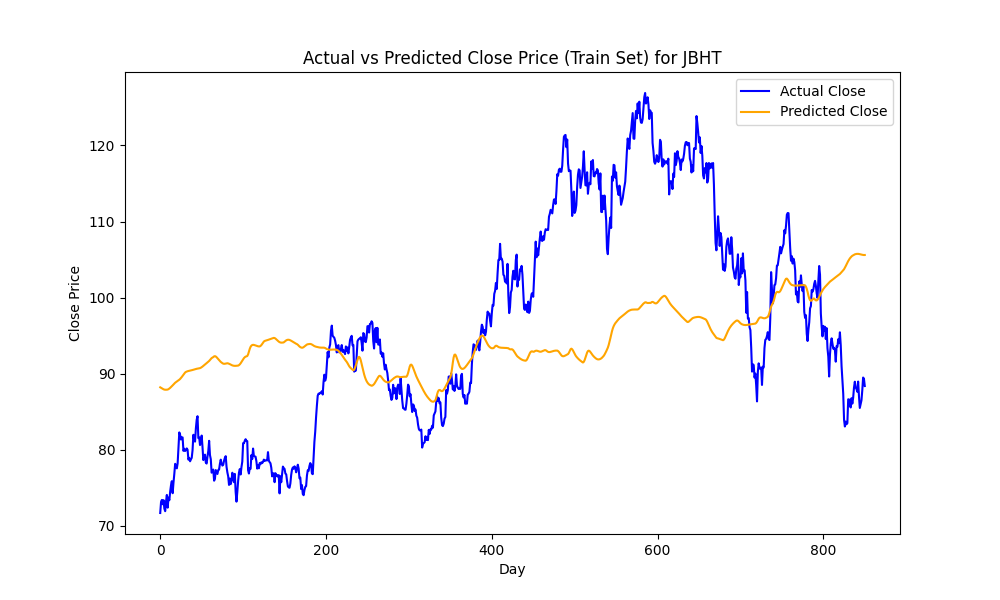 Actual vs Predicted Close Price (Train Set) for JBHT
Actual Close
Predicted Close
Close Price
120
110
100
90
80
70
0 200 400 600 800
Day